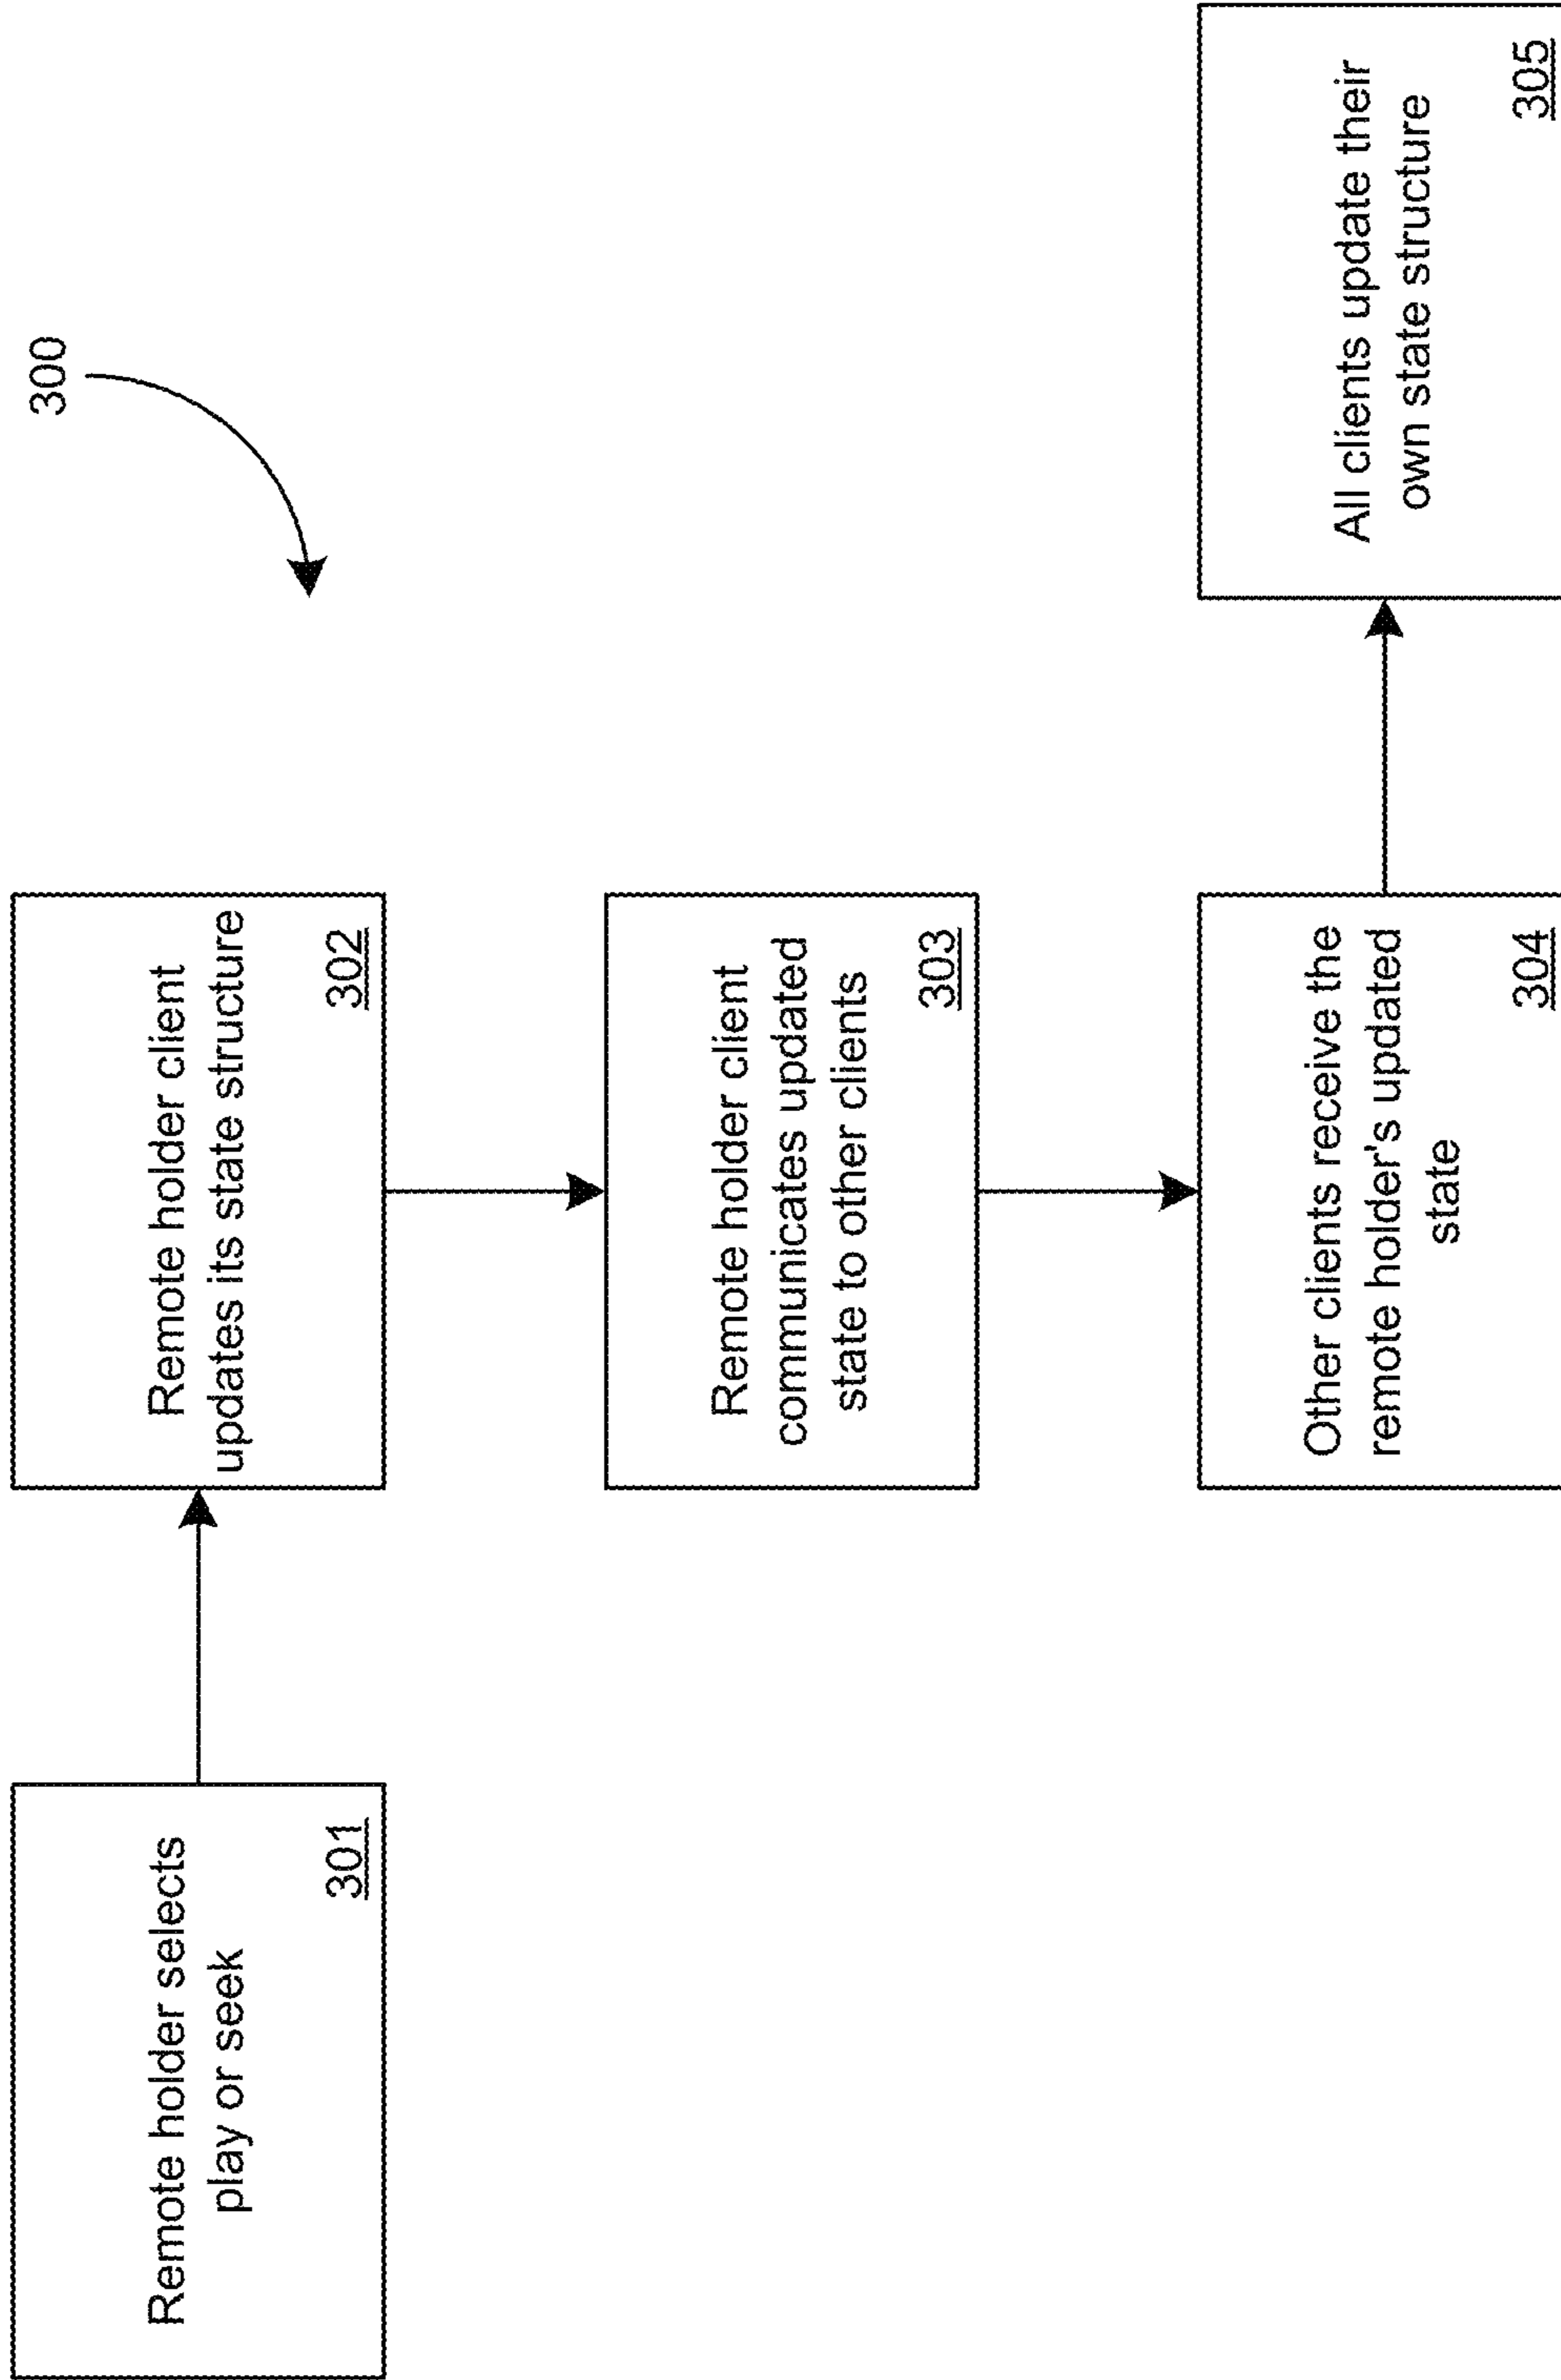 300
Remote holder selects
play or seek
301
Remote holder client
updates its state structure
302
Remote holder client
communicates updated
state to other clients
303
Other clients receive the
remote holder's updated
state
304
All clients update their
own state structure
305